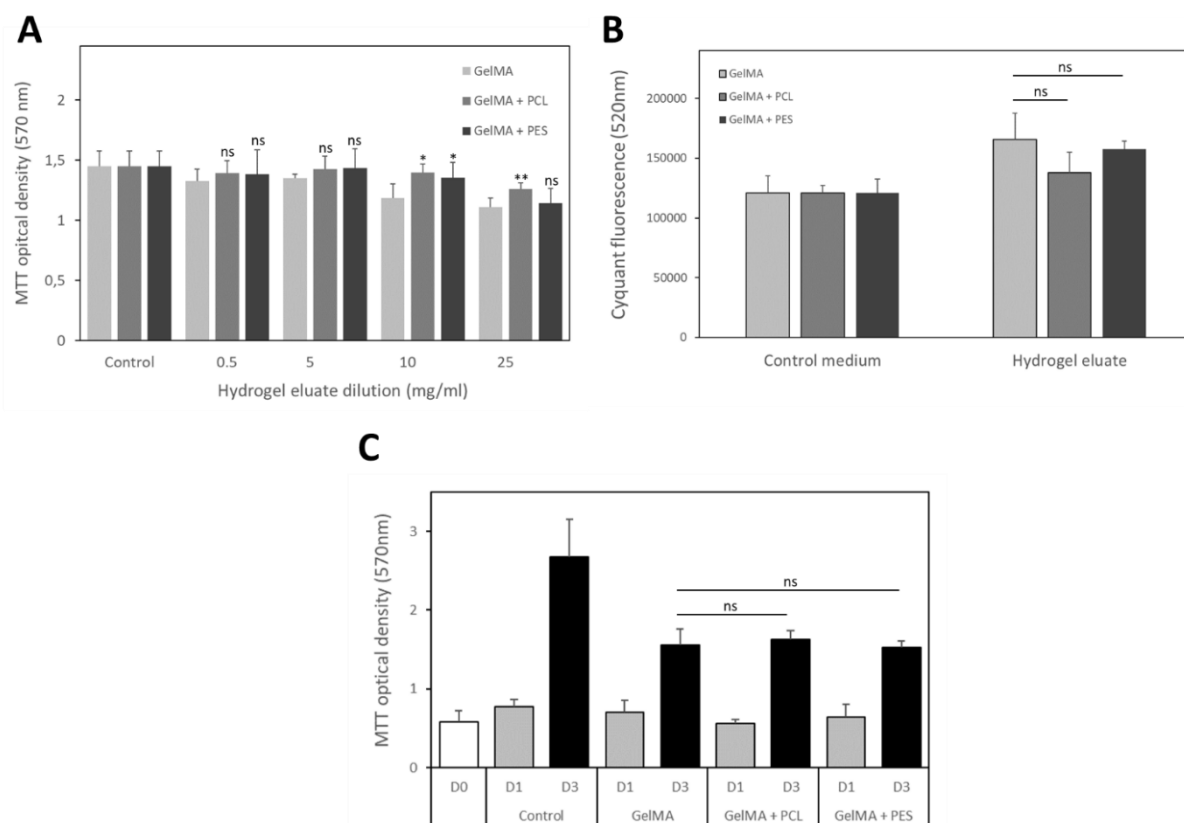 A
MTT opitcal density (570 nm)
2
1,5
1
0,5
0
GelMA
GelMA + PCL
GelMA + PES
ns ns
ns ns
* *
** ns
Control 0.5 5 10 25
Hydrogel eluate dilution (mg/ml)
B
Cyquant fluorescence (520nm)
200000
150000
100000
50000
0
GelMA
GelMA + PCL
GelMA + PES
ns
ns
Control medium Hydrogel eluate
C
MTT optical density (570nm)
3
2
1
0
ns
ns
D0 D1 D3 D1 D3 D1 D3 D1 D3
Control GelMA GelMA + PCL GelMA + PES